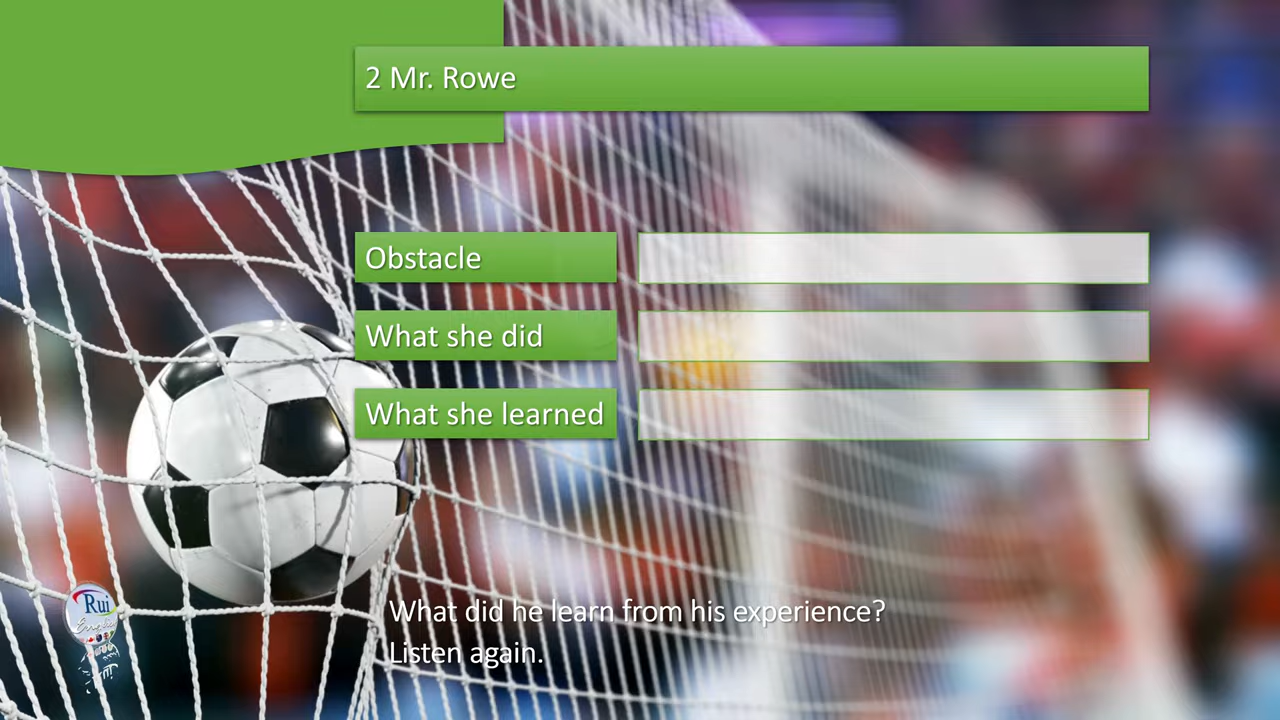 2 Mr. Rowe
Obstacle
What she did
What she learned
What did he learn from his experience?
Listen again.
Rui